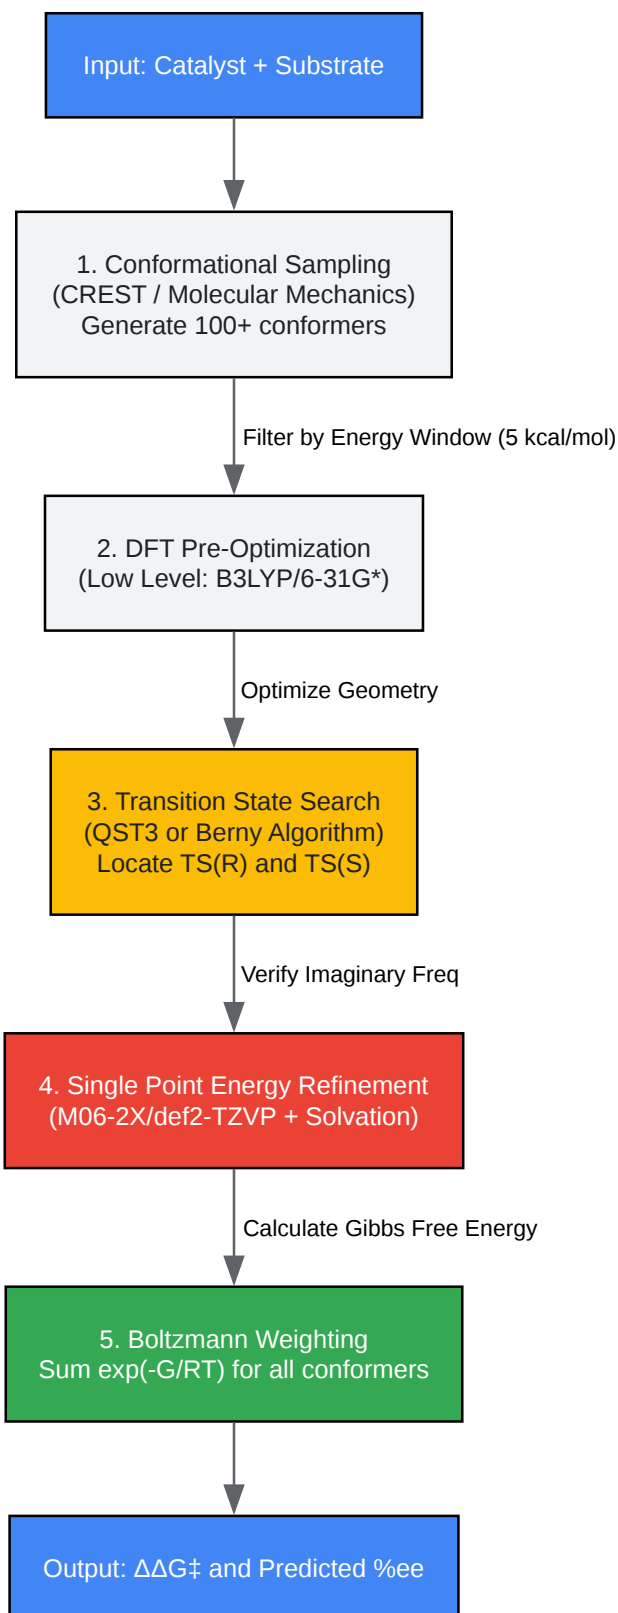 Input: Catalyst + Substrate
1. Conformational Sampling
(CREST / Molecular Mechanics)
Generate 100+ conformers
Filter by Energy Window (5 kcal/mol)
2. DFT Pre-Optimization
(Low Level: B3LYP/6-31G*)
Optimize Geometry
3. Transition State Search
(QST3 or Berny Algorithm)
Locate TS(R) and TS(S)
Verify Imaginary Freq
4. Single Point Energy Refinement
(M06-2X/def2-TZVP + Solvation)
Calculate Gibbs Free Energy
5. Boltzmann Weighting
Sum exp(-G/RT) for all conformers
Output: ΔΔG‡ and Predicted %ee